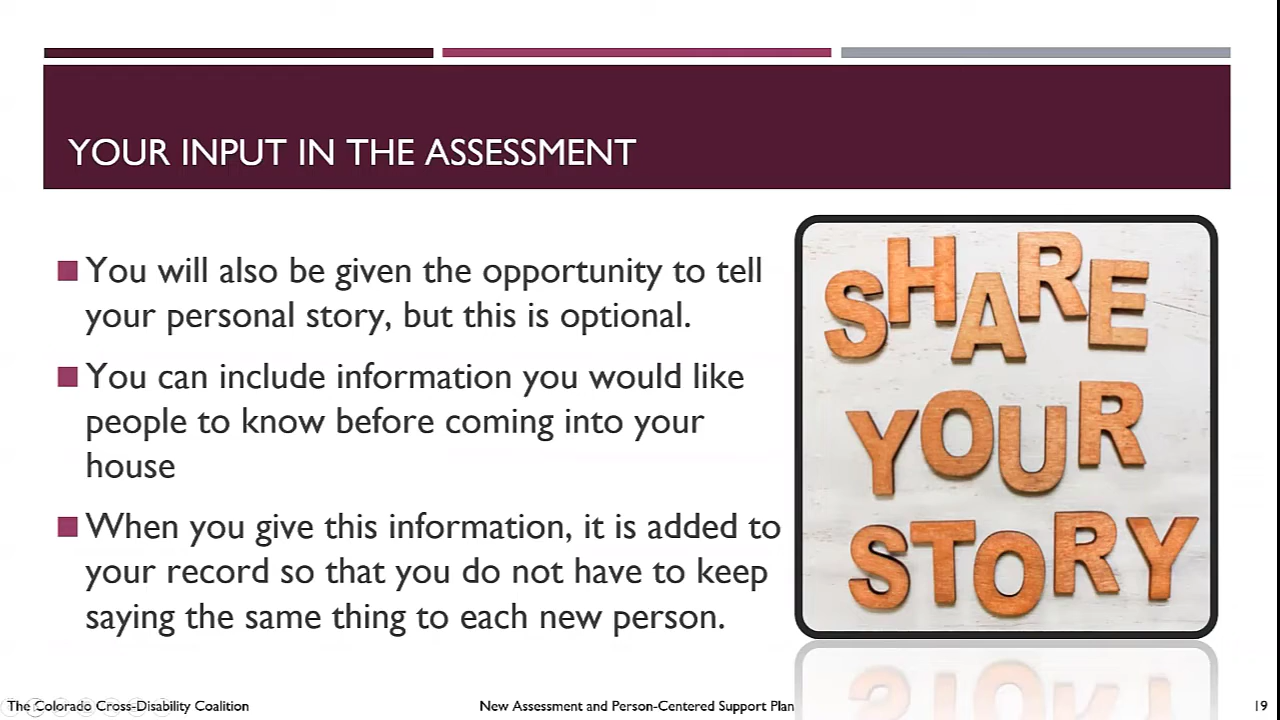 YOUR INPUT IN THE ASSESSMENT
You will also be given the opportunity to tell
your personal story, but this is optional.
You can include information you would like
people to know before coming into your
house
When you give this information, it is added to
your record so that you do not have to keep
saying the same thing to each new person.
SHARE
YOUR
STORY
The Colorado Cross-Disability Coalition
New Assessment and Person-Centered Support Plan
19